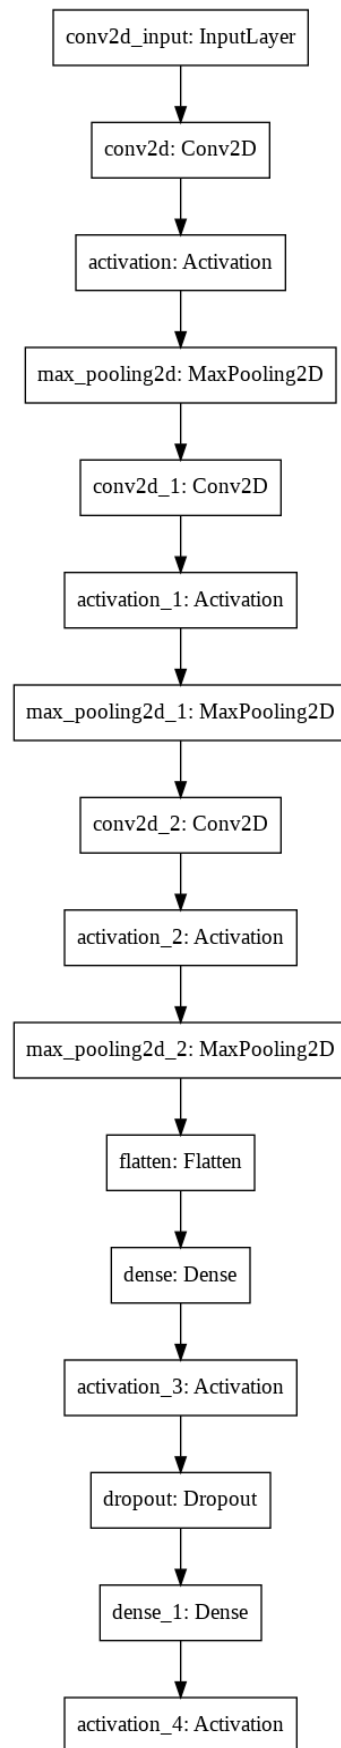 conv2d_input: InputLayer
conv2d: Conv2D
activation: Activation
max_pooling2d: MaxPooling2D
conv2d_1: Conv2D
activation_1: Activation
max_pooling2d_1: MaxPooling2D
conv2d_2: Conv2D
activation_2: Activation
max_pooling2d_2: MaxPooling2D
flatten: Flatten
dense: Dense
activation_3: Activation
dropout: Dropout
dense_1: Dense
activation_4: Activation